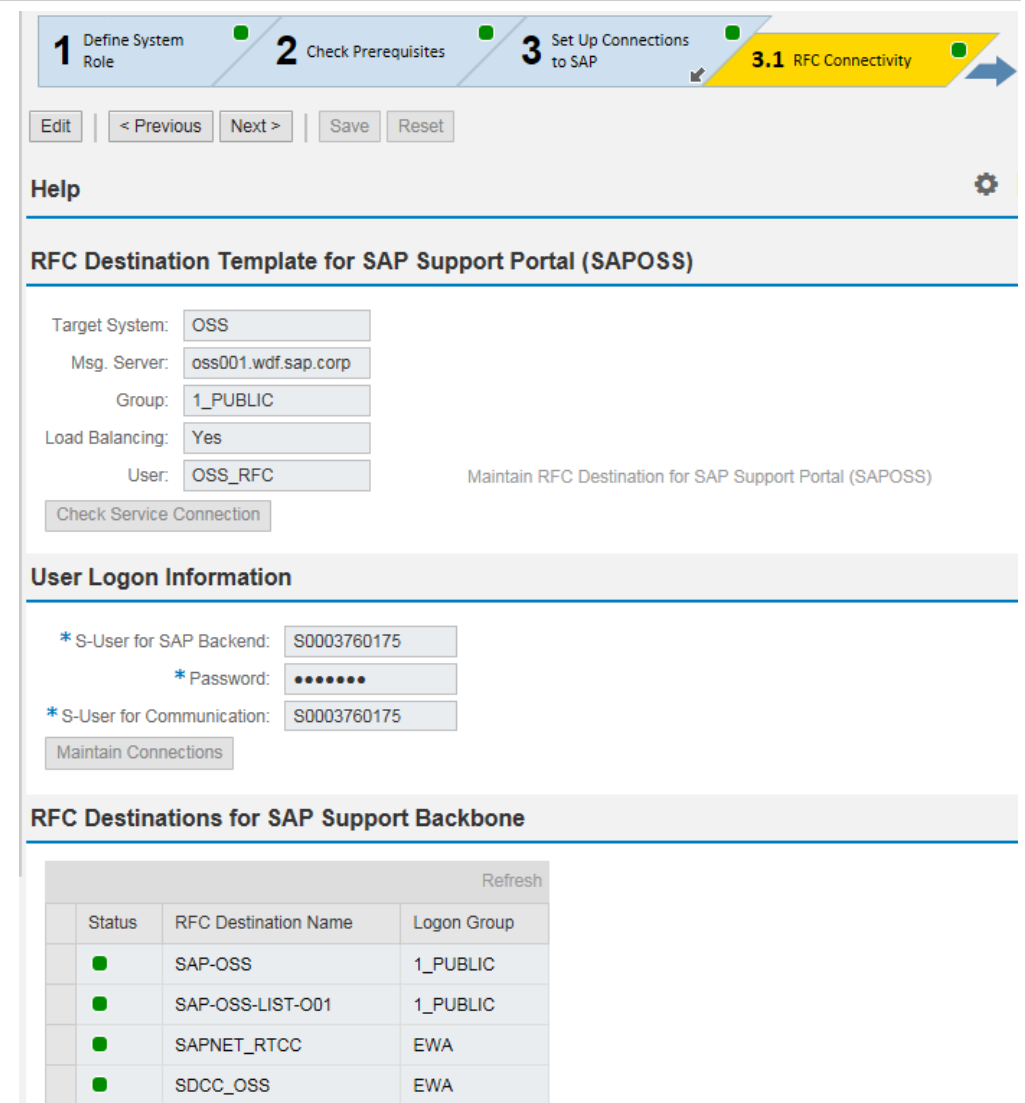 1 Define System Role
2 Check Prerequisites
3 Set Up Connections to SAP
3.1 RFC Connectivity
Edit < Previous Next > Save Reset
Help
RFC Destination Template for SAP Support Portal (SAPOSS)
Target System: OSS
Msg. Server: oss001.wdf.sap.corp
Group: 1_PUBLIC
Load Balancing: Yes
User: OSS_RFC Maintain RFC Destination for SAP Support Portal (SAPOSS)
Check Service Connection
User Logon Information
* S-User for SAP Backend: S0003760175
* Password: •••••••
* S-User for Communication: S0003760175
Maintain Connections
RFC Destinations for SAP Support Backbone
Refresh
Status RFC Destination Name Logon Group
SAP-OSS 1_PUBLIC
SAP-OSS-LIST-O01 1_PUBLIC
SAPNET_RTCC EWA
SDCC_OSS EWA